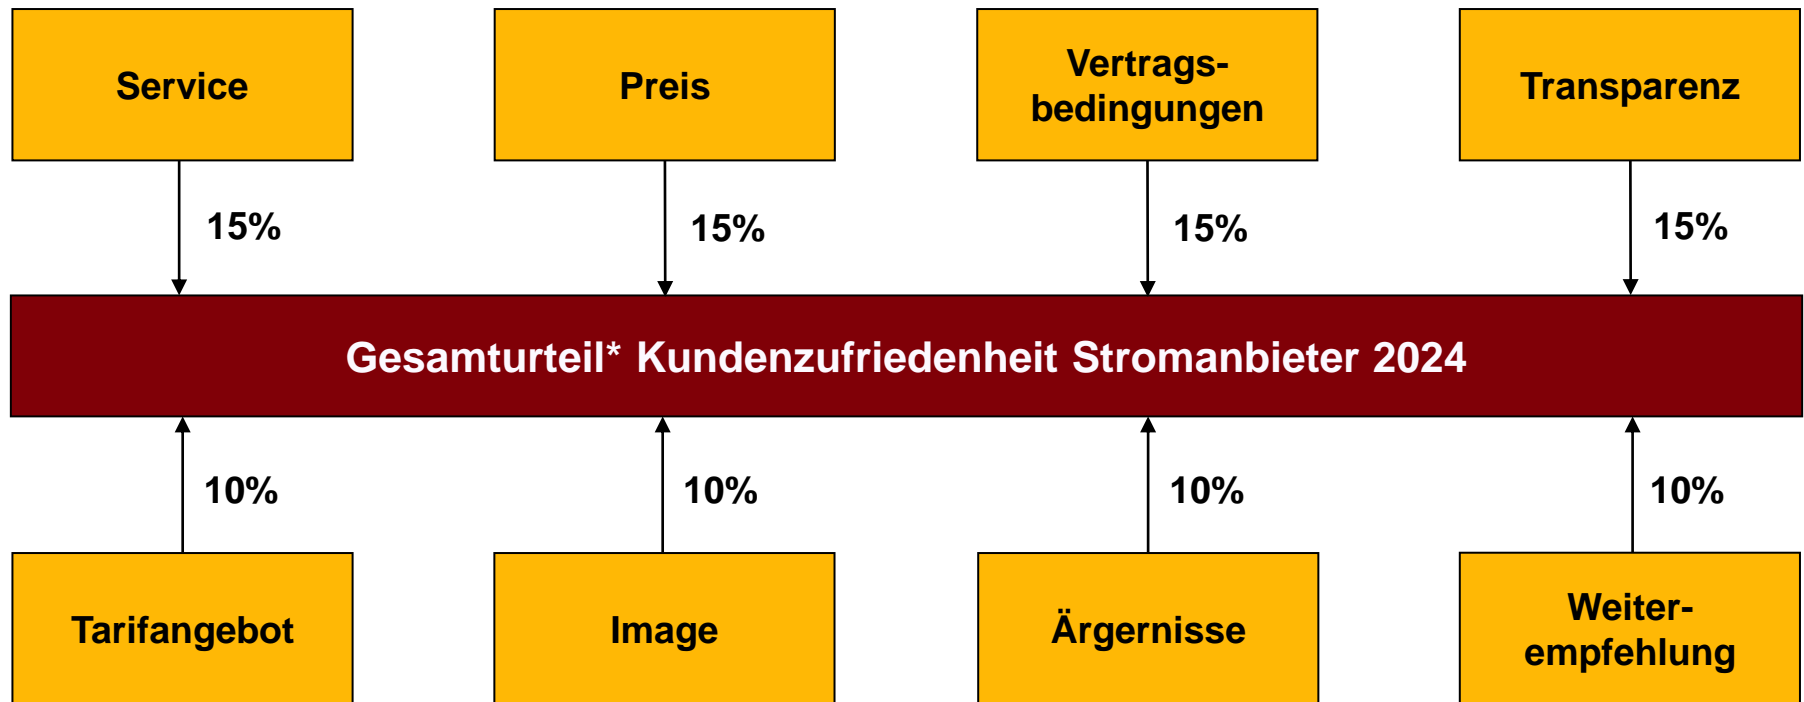 Service
Preis
Vertrags-
bedingungen
Transparenz
15%
15%
15%
15%
Gesamturteil* Kundenzufriedenheit Stromanbieter 2024
10%
10%
10%
10%
Tarifangebot
Image
Ärgernisse
Weiter-
empfehlung